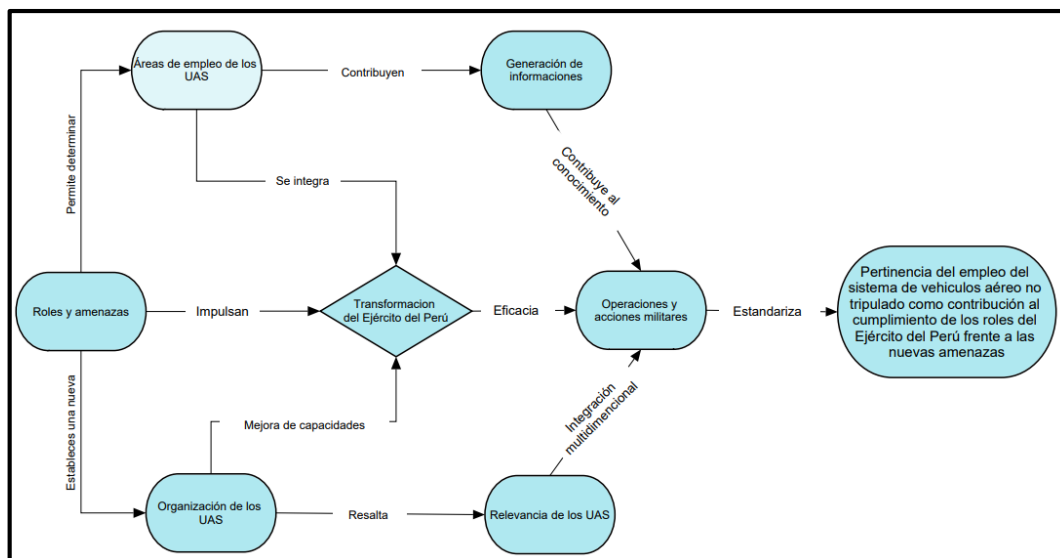 Áreas de empleo de los
UAS
Contribuyen
Generación de
informaciones
Permite determinar
Se integra
Contribuye al
conocimiento
Roles y amenazas
Impulsan
Transformacion
del Ejército del Perú
Eficacia
Operaciones y
acciones militares
Estandariza
Pertinencia del empleo del
sistema de vehiculos aéreo no
tripulado como contribución al
cumplimiento de los roles del
Ejército del Perú frente a las
nuevas amenazas
Estableces una nueva
Mejora de capacidades
Integración
multidimencional
Organización de los
UAS
Resalta
Relevancia de los UAS